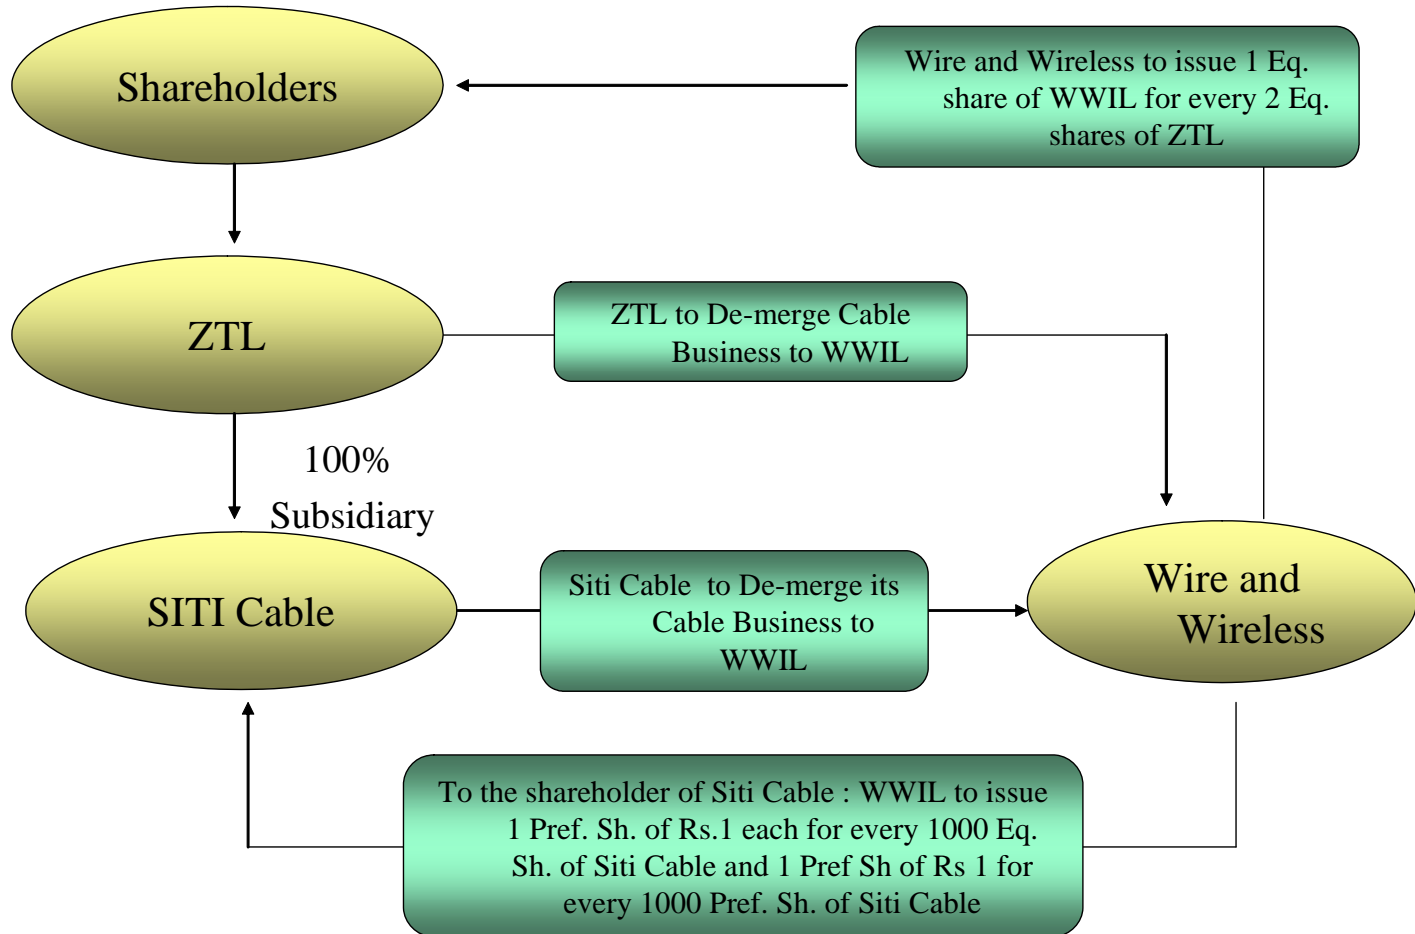 Shareholders
Wire and Wireless to issue 1 Eq.
share of WWIL for every 2 Eq.
shares of ZTL
ZTL
ZTL to De-merge Cable
Business to WWIL
100%
Subsidiary
SITI Cable
Siti Cable  to De-merge its
Cable Business to
WWIL
Wire and
Wireless
To the shareholder of Siti Cable : WWIL to issue
1 Pref. Sh. of Rs.1 each for every 1000 Eq.
Sh. of Siti Cable and 1 Pref Sh of Rs 1 for
every 1000 Pref. Sh. of Siti Cable